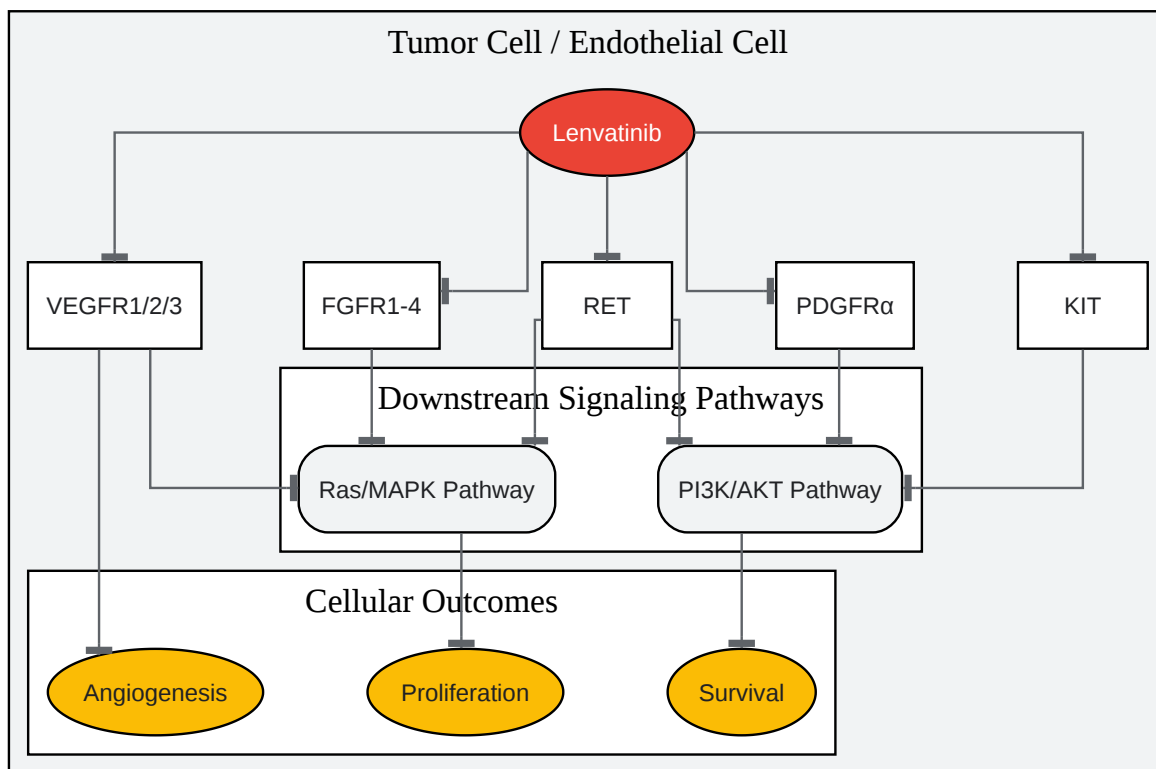 Tumor Cell / Endothelial Cell
Lenvatinib
VEGFR1/2/3
FGFR1-4
RET
PDGFRα
KIT
Downstream Signaling Pathways
Ras/MAPK Pathway
PI3K/AKT Pathway
Cellular Outcomes
Angiogenesis
Proliferation
Survival